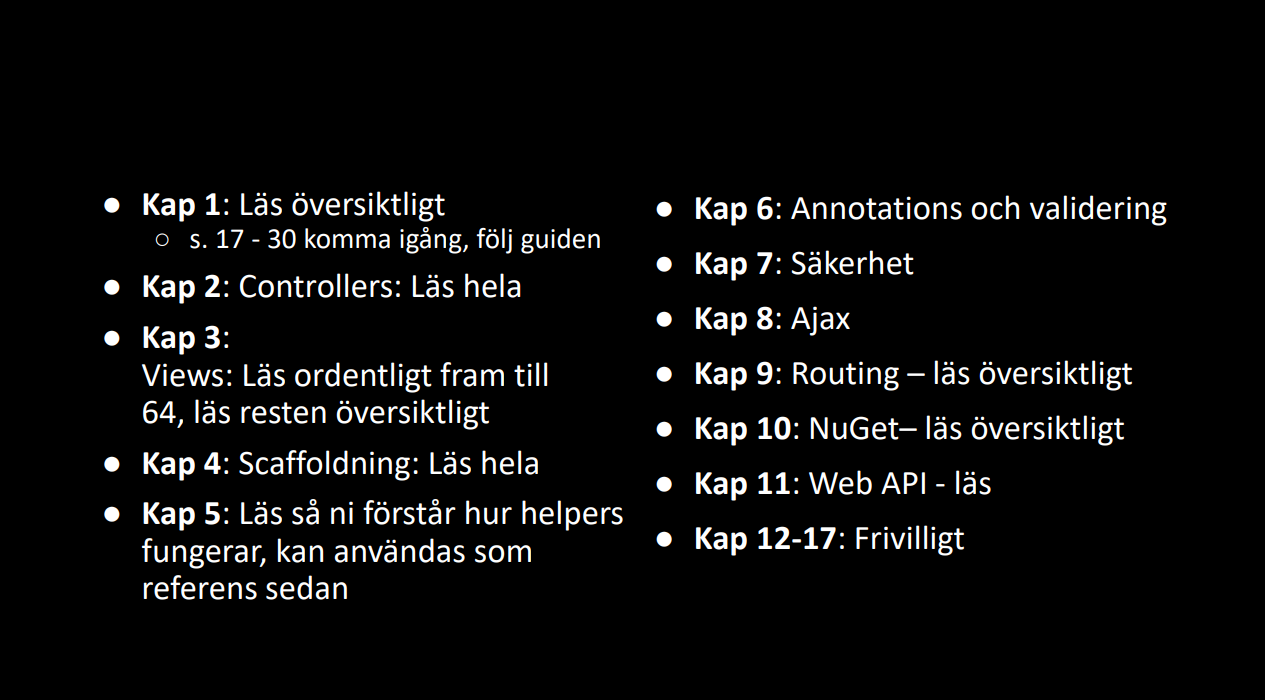 ● Kap 1: Läs översiktligt
○ s. 17 - 30 komma igång, följ guiden
● Kap 2: Controllers: Läs hela
● Kap 3:
Views: Läs ordentligt fram till
64, läs resten översiktligt
● Kap 4: Scaffoldning: Läs hela
● Kap 5: Läs så ni förstår hur helpers
fungerar, kan användas som
referens sedan
● Kap 6: Annotations och validering
● Kap 7: Säkerhet
● Kap 8: Ajax
● Kap 9: Routing – läs översiktligt
● Kap 10: NuGet– läs översiktligt
● Kap 11: Web API - läs
● Kap 12-17: Frivilligt